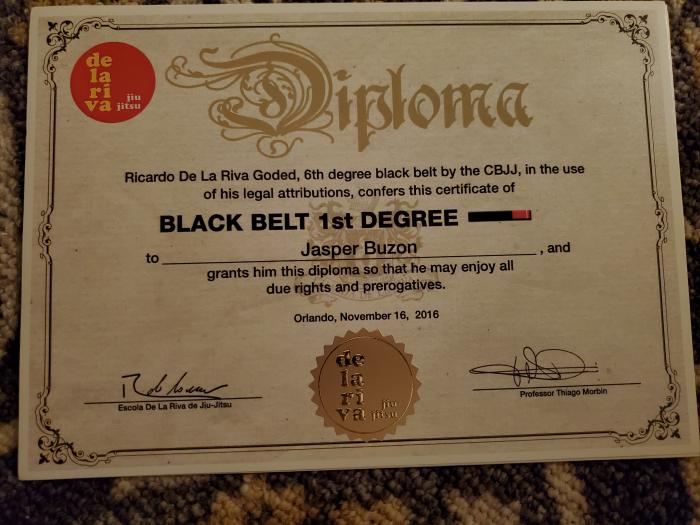 de
la
ri
va jiu
jitsu
Diploma
Ricardo De La Riva Goded, 6th degree black belt by the CBJJ, in the use
of his legal attributions, confers this certificate of
BLACK BELT 1st DEGREE
to Jasper Buzon , and
grants him this diploma so that he may enjoy all
due rights and prerogatives.
Orlando, November 16, 2016
de
la
ri
va jiu
jitsu
Escola De La Riva de Jiu-Jitsu
Professor Thiago Morbin